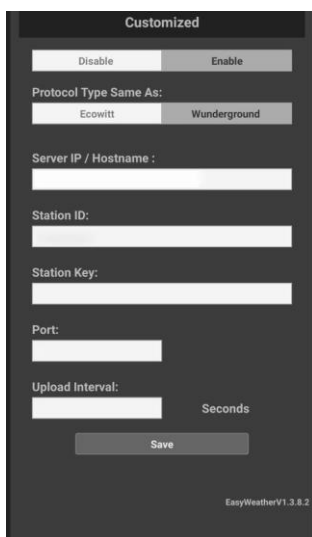 Customized
Disable Enable
Protocol Type Same As:
Ecowitt Wunderground
Server IP / Hostname :
Station ID:
Station Key:
Port:
Upload Interval:
Seconds
Save
EasyWeatherV1.3.8.2